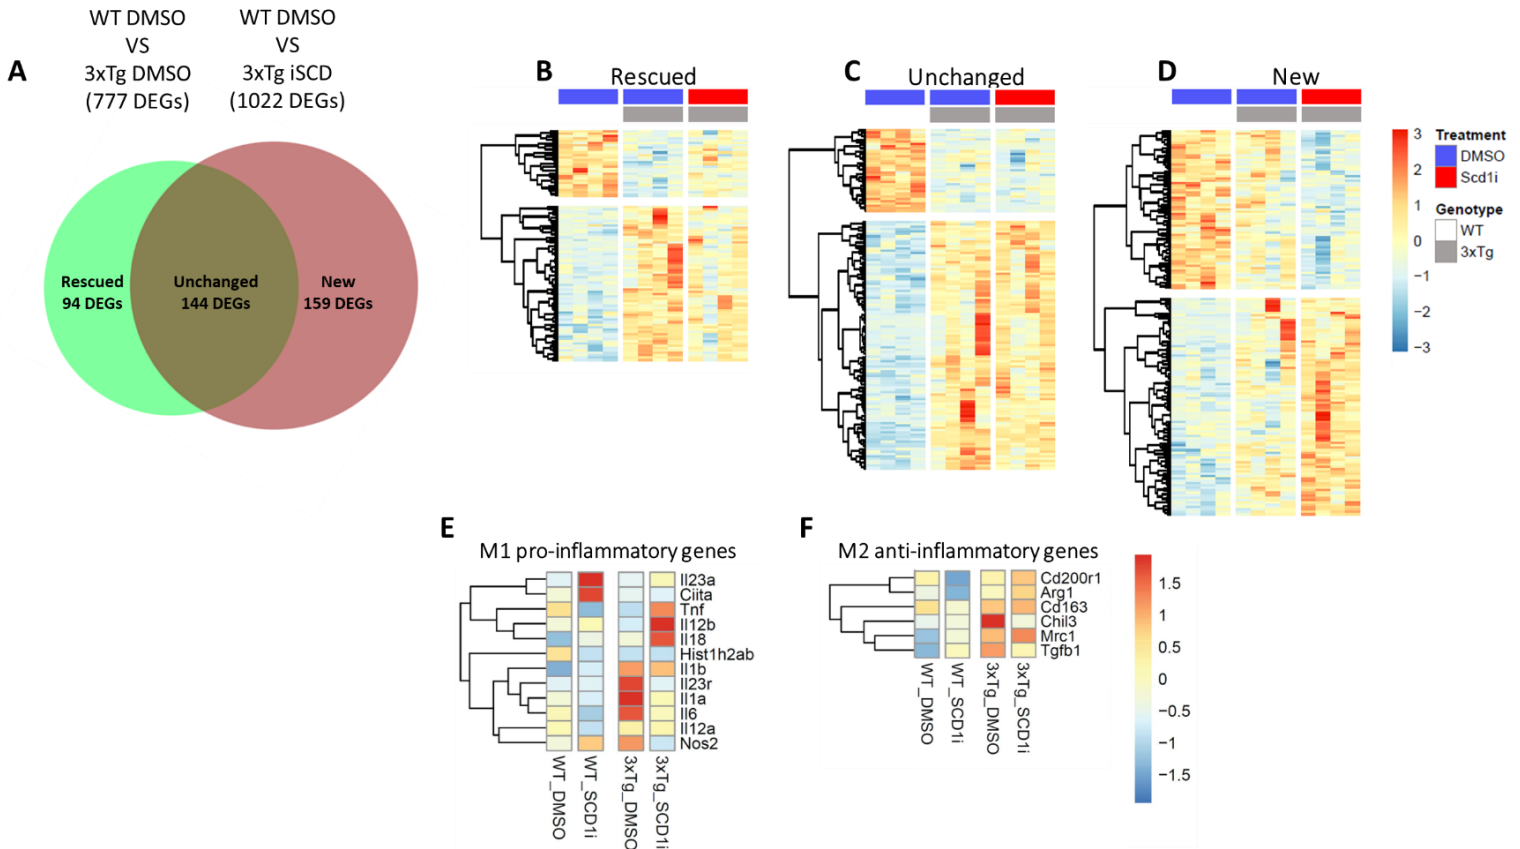 WT DMSO
VS
3xTg DMSO
(777 DEGs)
WT DMSO
VS
3xTg iSCD
(1022 DEGs)
A
Rescued
94 DEGs
Unchanged
144 DEGs
New
159 DEGs
B
Rescued
C
Unchanged
D
New
3
2
1
0
−1
−2
−3
Treatment
DMSO
Scd1i
Genotype
WT
3xTg
E
M1 pro-inflammatory genes
Il23a
Ciita
Tnf
Il12b
Il18
Hist1h2ab
Il1b
Il23r
Il1a
Il6
Il12a
Nos2
WT_DMSO
WT_SCD1i
3xTg_DMSO
3xTg_SCD1i
F
M2 anti-inflammatory genes
Cd200r1
Arg1
Cd163
Chil3
Mrc1
Tgfb1
WT_DMSO
WT_SCD1i
3xTg_DMSO
3xTg_SCD1i
1.5
1
0.5
0
−0.5
−1
−1.5